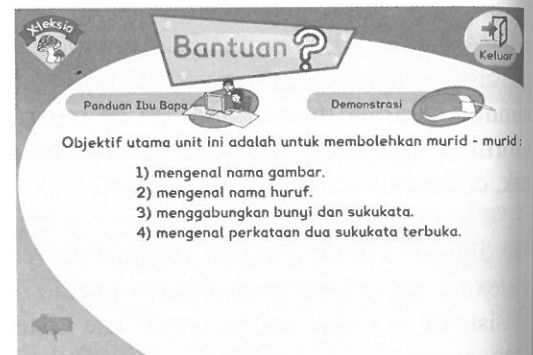 X-leksia
Bantuan ?
Keluar
Panduan Ibu Bapa
Demonstrasi
Objektif utama unit ini adalah untuk membolehkan murid - murid:
1) mengenal nama gambar.
2) mengenal nama huruf.
3) menggabungkan bunyi dan sukukata.
4) mengenal perkataan dua sukukata terbuka.